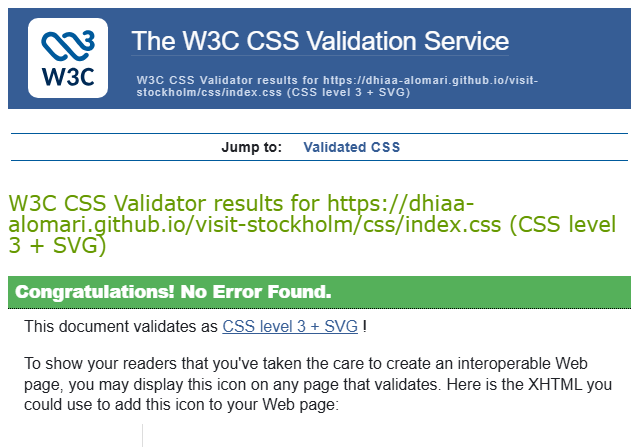 W3C
The W3C CSS Validation Service
W3C CSS Validator results for https://dhiaa-alomari.github.io/visit-
stockholm/css/index.css (CSS level 3 + SVG)
Jump to: Validated CSS
W3C CSS Validator results for https://dhiaa-
alomari.github.io/visit-stockholm/css/index.css (CSS level
3 + SVG)
Congratulations! No Error Found.
This document validates as CSS level 3 + SVG !
To show your readers that you've taken the care to create an interoperable Web
page, you may display this icon on any page that validates. Here is the XHTML you
could use to add this icon to your Web page: